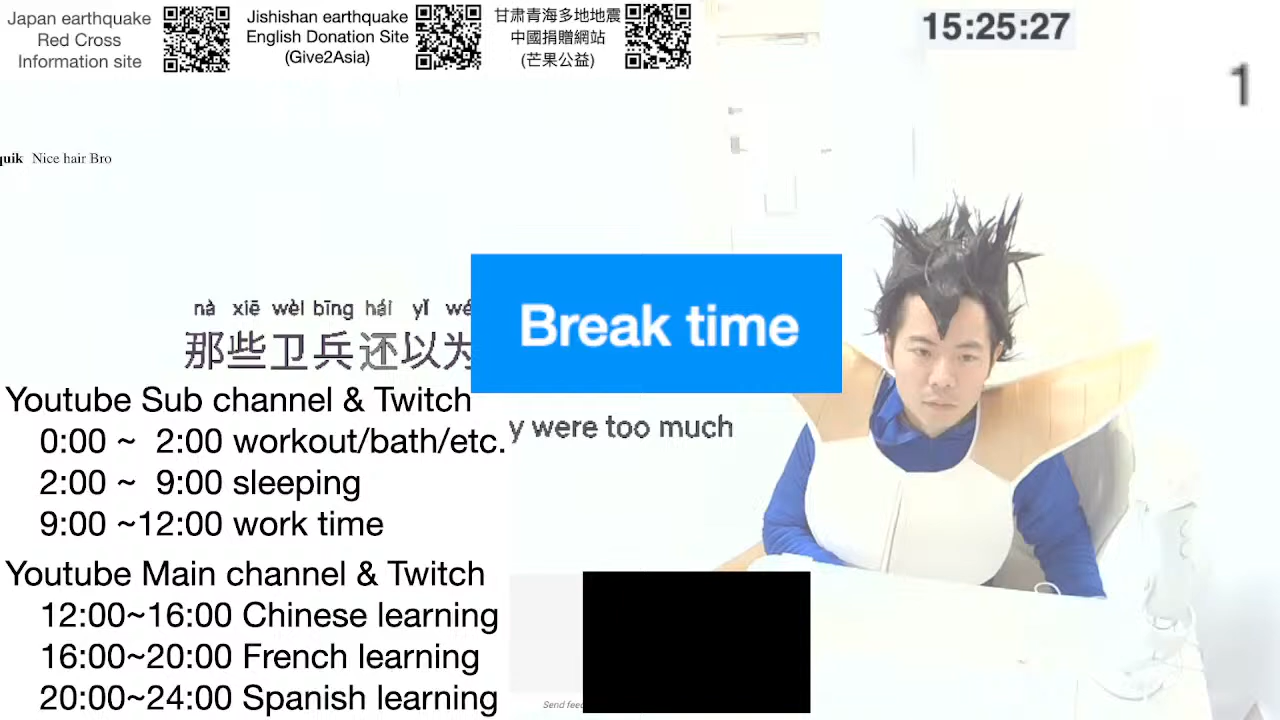 Japan earthquake
Red Cross
Information site
Jishishan earthquake
English Donation Site
(Give2Asia)
甘肃青海多地地震
中國捐贈網站
(芒果公益)
15:25:27
1
quik Nice hair Bro
nà xiē wèi bīng hái yǐ wé
那些卫兵还以为
Break time
y were too much
Youtube Sub channel & Twitch
0:00 ~ 2:00 workout/bath/etc.
2:00 ~ 9:00 sleeping
9:00 ~12:00 work time
Youtube Main channel & Twitch
12:00~16:00 Chinese learning
16:00~20:00 French learning
20:00~24:00 Spanish learning
Send feed